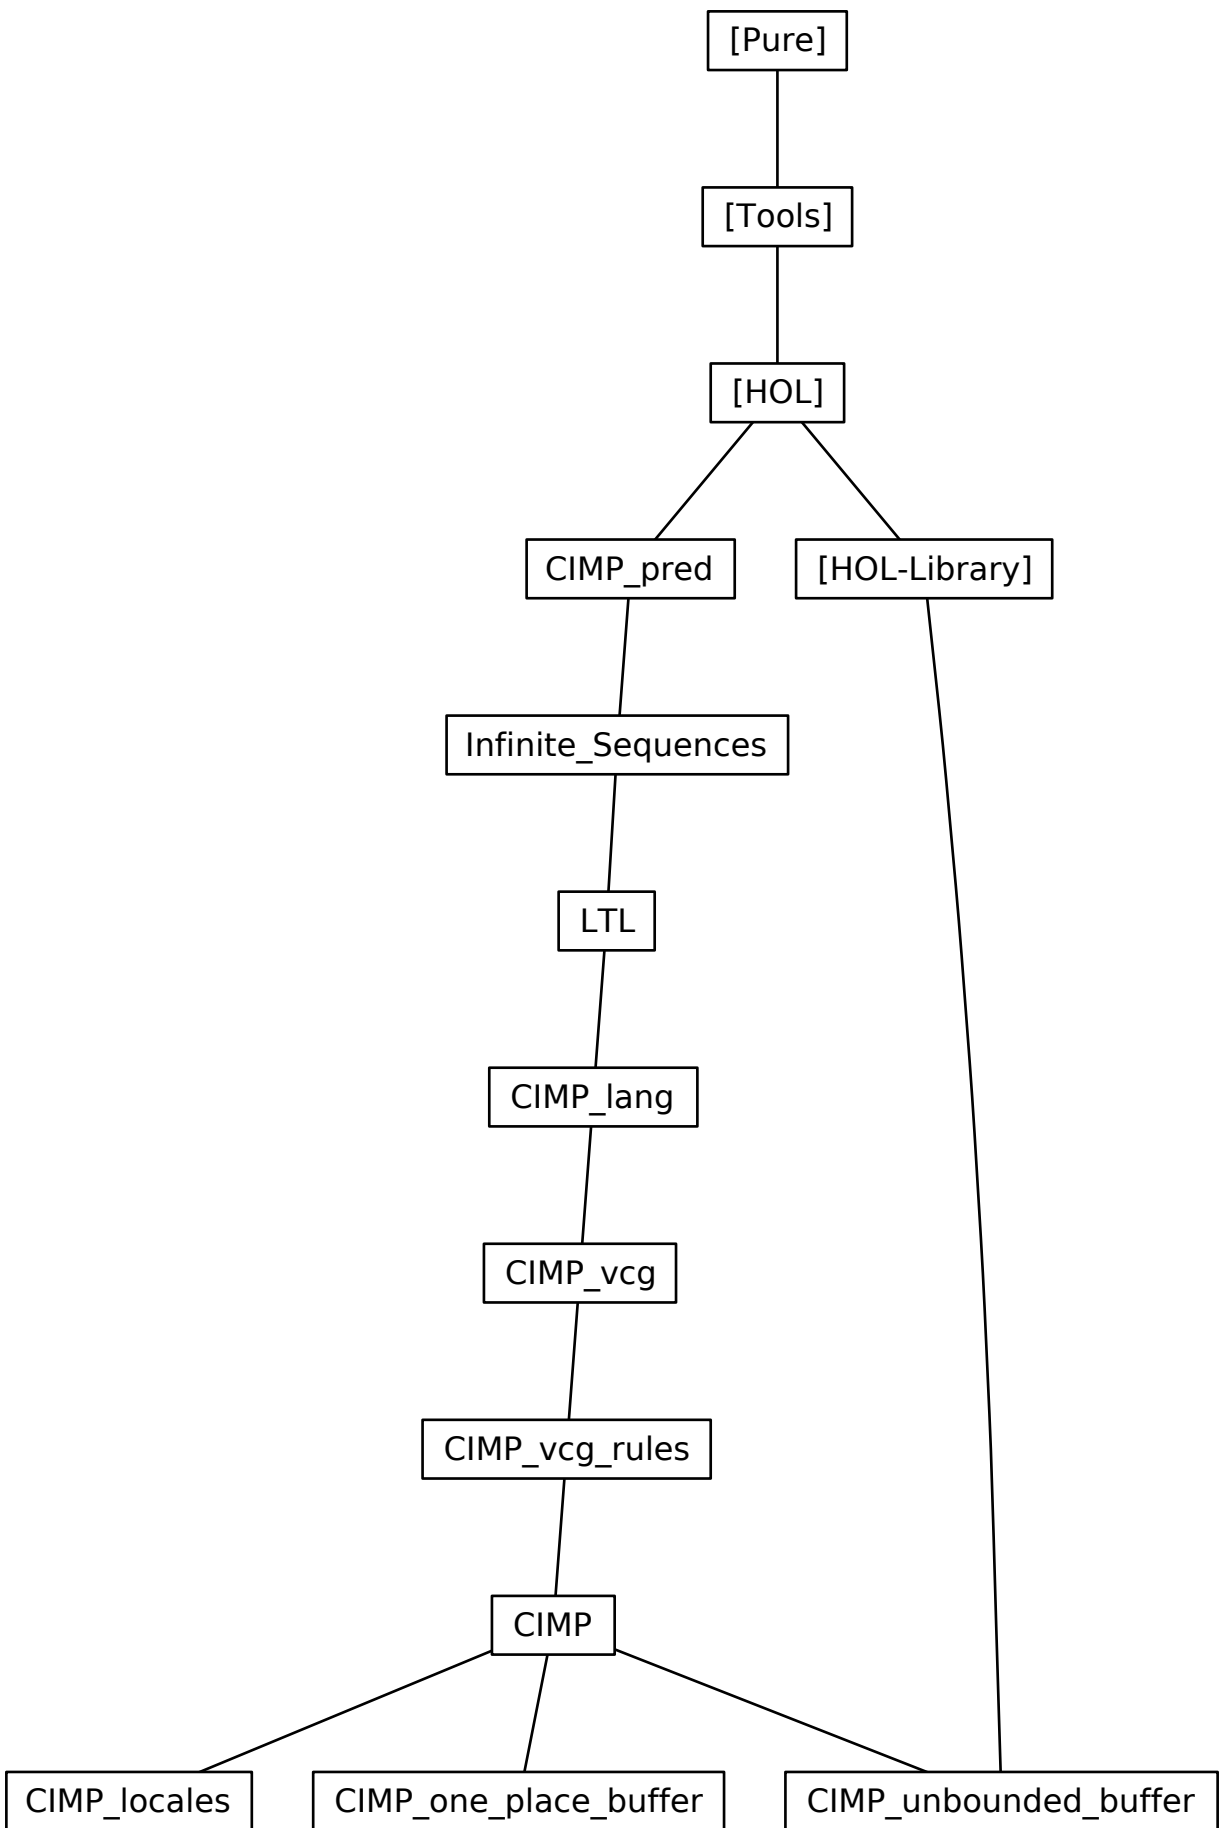 [Pure]
[Tools]
[HOL]
CIMP_pred
[HOL-Library]
Infinite_Sequences
LTL
CIMP_lang
CIMP_vcg
CIMP_vcg_rules
CIMP
CIMP_locales
CIMP_one_place_buffer
CIMP_unbounded_buffer